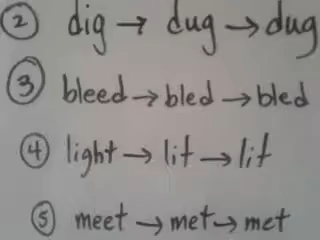 ② dig → dug → dug
③ bleed → bled → bled
④ light → lit → lit
⑤ meet → met → met